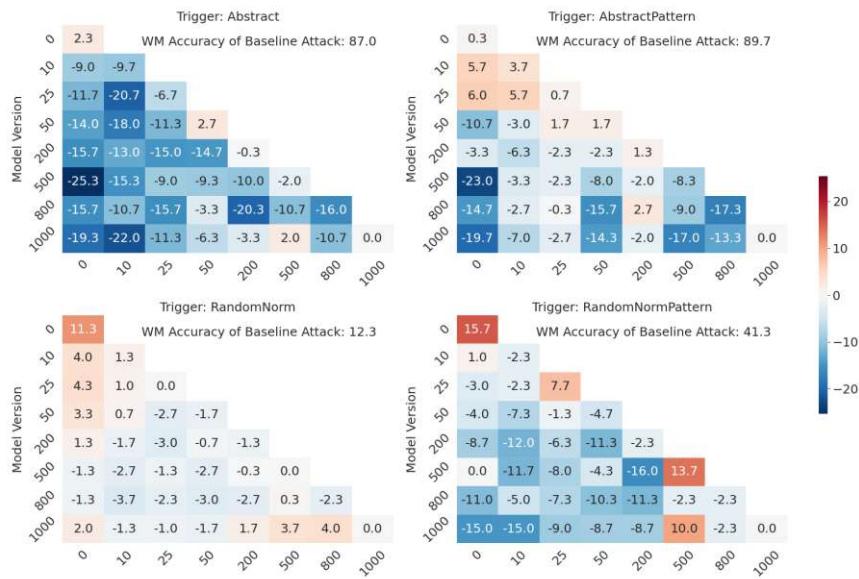 Trigger: Abstract
WM Accuracy of Baseline Attack: 87.0
Model Version
0 2.3
10 -9.0 -9.7
25 -11.7 -20.7 -6.7
50 -14.0 -18.0 -11.3 2.7
200 -15.7 -13.0 -15.0 -14.7 -0.3
500 -25.3 -15.3 -9.0 -9.3 -10.0 -2.0
800 -15.7 -10.7 -15.7 -3.3 -20.3 -10.7 -16.0
1000 -19.3 -22.0 -11.3 -6.3 -3.3 2.0 -10.7 0.0
0 10 25 50 200 500 800 1000
Trigger: AbstractPattern
WM Accuracy of Baseline Attack: 89.7
Model Version
0 0.3
10 5.7 3.7
25 6.0 5.7 0.7
50 -10.7 -3.0 1.7 1.7
200 -3.3 -6.3 -2.3 -2.3 1.3
500 -23.0 -3.3 -2.3 -8.0 -2.0 -8.3
800 -14.7 -2.7 -0.3 -15.7 2.7 -9.0 -17.3
1000 -19.7 -7.0 -2.7 -14.3 -2.0 -17.0 -13.3 0.0
0 10 25 50 200 500 800 1000
Trigger: RandomNorm
WM Accuracy of Baseline Attack: 12.3
Model Version
0 11.3
10 4.0 1.3
25 4.3 1.0 0.0
50 3.3 0.7 -2.7 -1.7
200 1.3 -1.7 -3.0 -0.7 -1.3
500 -1.3 -2.7 -1.3 -2.7 -0.3 0.0
800 -1.3 -3.7 -2.3 -3.0 -2.7 0.3 -2.3
1000 2.0 -1.3 -1.0 -1.7 1.7 3.7 4.0 0.0
0 10 25 50 200 500 800 1000
Trigger: RandomNormPattern
WM Accuracy of Baseline Attack: 41.3
Model Version
0 15.7
10 1.0 -2.3
25 -3.0 -2.3 7.7
50 -4.0 -7.3 -1.3 -4.7
200 -8.7 -12.0 -6.3 -11.3 -2.3
500 0.0 -11.7 -8.0 -4.3 -16.0 13.7
800 -11.0 -5.0 -7.3 -10.3 -11.3 -2.3 -2.3
1000 -15.0 -15.0 -9.0 -8.7 -8.7 10.0 -2.3 0.0
0 10 25 50 200 500 800 1000
20
10
0
-10
-20